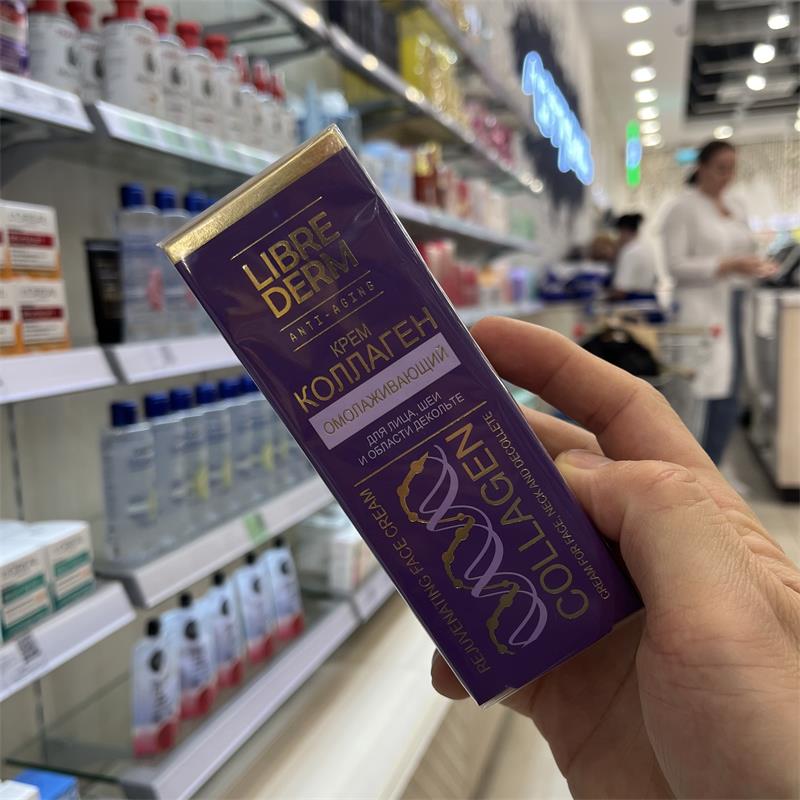 LIBRE
DERM
ANTI-AGING
КРЕМ
КОЛЛАГЕН
ОМОЛАЖИВАЮЩИЙ
ДЛЯ ЛИЦА, ШЕИ
И ОБЛАСТИ ДЕКОЛЬТЕ
REJUVENATING FACE CREAM
COLLAGEN
CREAM FOR FACE, NECK AND DECOLLETE